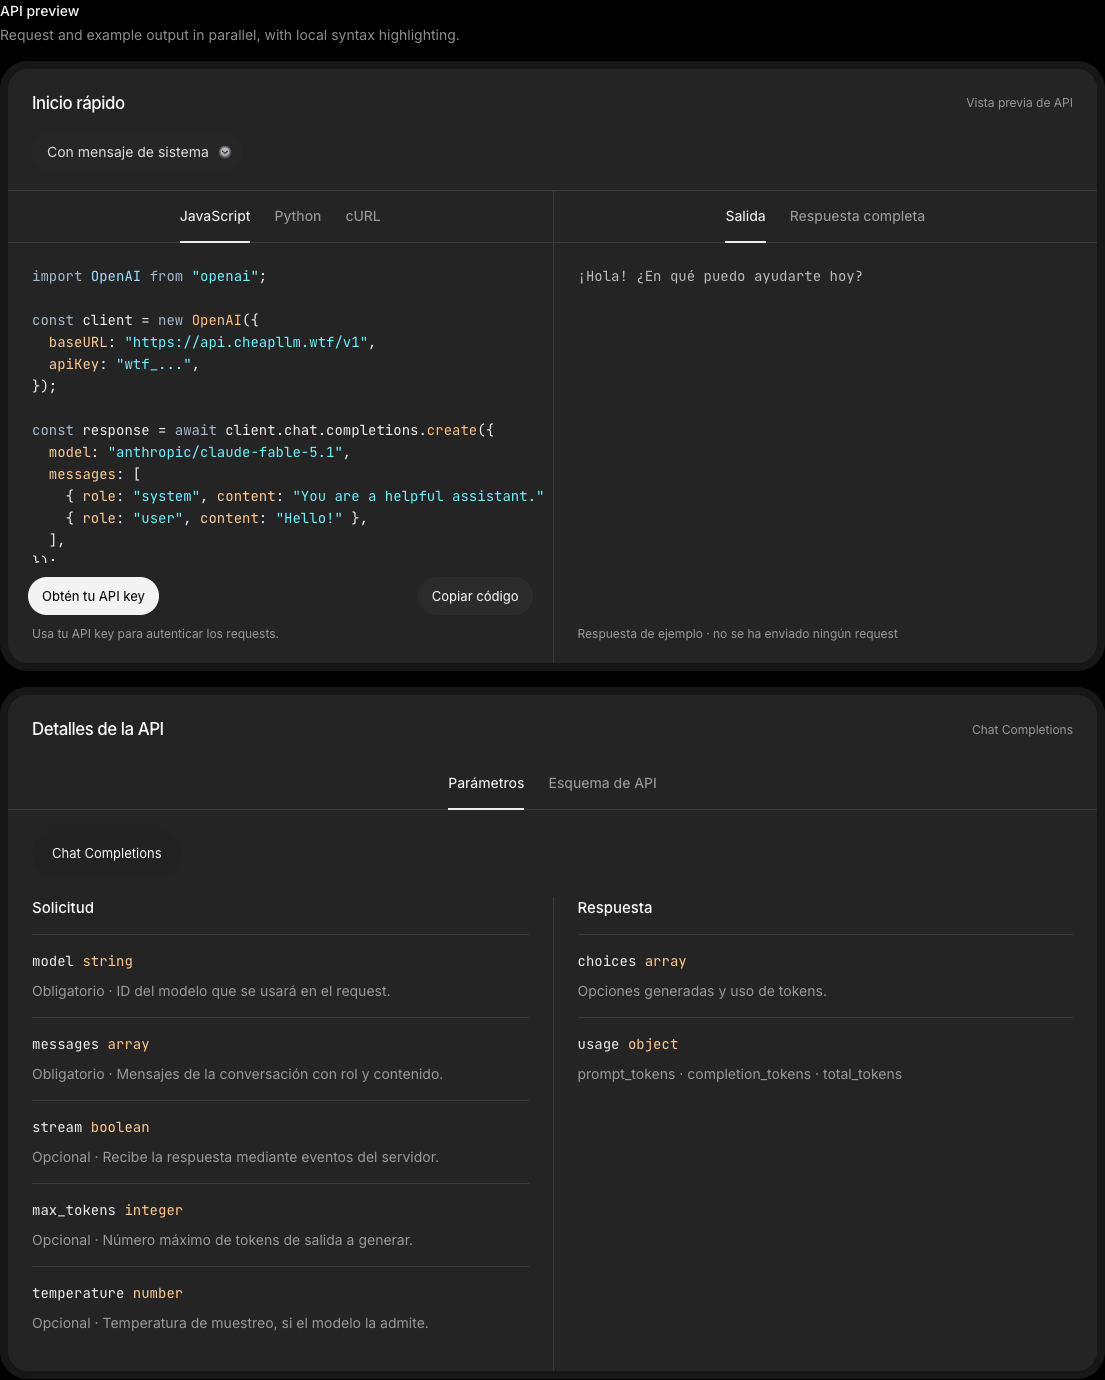 API preview
Request and example output in parallel, with local syntax highlighting.
Inicio rápido
Vista previa de API
Con mensaje de sistema
JavaScript Python cURL
import OpenAI from "openai";
const client = new OpenAI({
  baseURL: "https://api.cheapllm.wtf/v1",
  apiKey: "wtf_...",
});
const response = await client.chat.completions.create({
  model: "anthropic/claude-fable-5.1",
  messages: [
    { role: "system", content: "You are a helpful assistant."
    { role: "user", content: "Hello!" },
  ],
});
Obtén tu API key
Copiar código
Usa tu API key para autenticar los requests.
Salida Respuesta completa
¡Hola! ¿En qué puedo ayudarte hoy?
Respuesta de ejemplo · no se ha enviado ningún request
Detalles de la API
Chat Completions
Parámetros Esquema de API
Chat Completions
Solicitud
model string
Obligatorio · ID del modelo que se usará en el request.
messages array
Obligatorio · Mensajes de la conversación con rol y contenido.
stream boolean
Opcional · Recibe la respuesta mediante eventos del servidor.
max_tokens integer
Opcional · Número máximo de tokens de salida a generar.
temperature number
Opcional · Temperatura de muestreo, si el modelo la admite.
Respuesta
choices array
Opciones generadas y uso de tokens.
usage object
prompt_tokens · completion_tokens · total_tokens